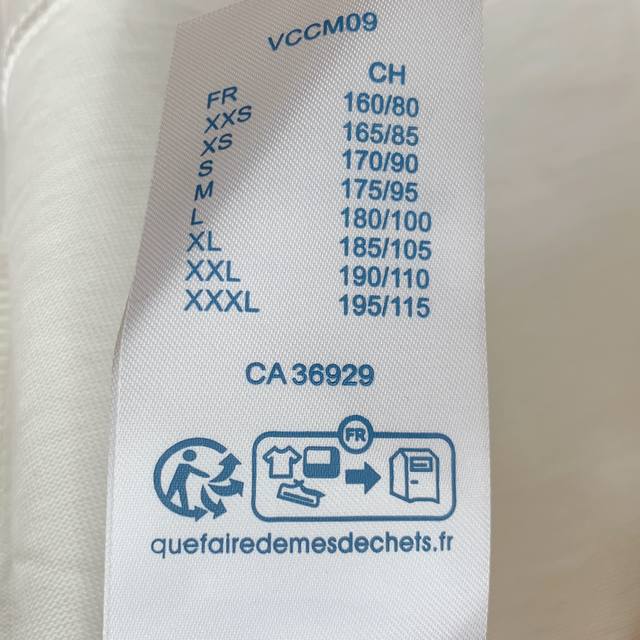 VCCM09
FR CH
XXS 160/80
XS 165/85
S 170/90
M 175/95
L 180/100
XL 185/105
XXL 190/110
XXXL 195/115
CA 36929
FR
quefairedemesdechets.fr